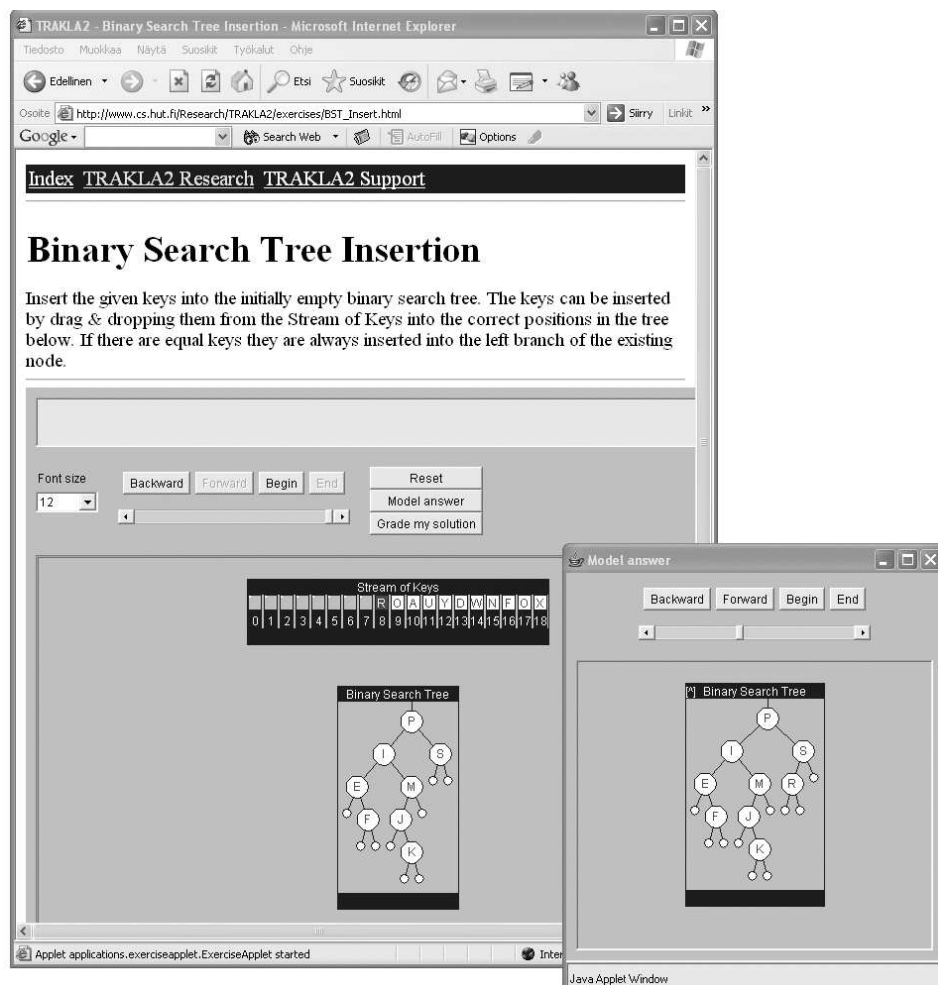 TRAKLA2 - Binary Search Tree Insertion - Microsoft Internet Explorer
Tiedosto Muokkaa Näytä Suosikit Työkalut Ohje
Edellinen Etsi Suosikit
Osoite http://www.cs.hut.fi/Research/TRAKLA2/exercises/BST_Insert.html Siirry Linkit »
Google Search Web AutoFill Options
Index TRAKLA2 Research TRAKLA2 Support
Binary Search Tree Insertion
Insert the given keys into the initially empty binary search tree. The keys can be inserted
by drag & dropping them from the Stream of Keys into the correct positions in the tree
below. If there are equal keys they are always inserted into the left branch of the existing
node.
Font size
12
Backward Forward Begin End
Reset
Model answer
Grade my solution
Stream of Keys
R O A U Y D W N F O X
0 1 2 3 4 5 6 7 8 9 10 11 12 13 14 15 16 17 18
Binary Search Tree
P
I S
E M
F J
K
Applet applications.exerciseapplet.ExerciseApplet started Inter
Model answer
Backward Forward Begin End
[^] Binary Search Tree
P
I S
E M R
F J
K
Java Applet Window